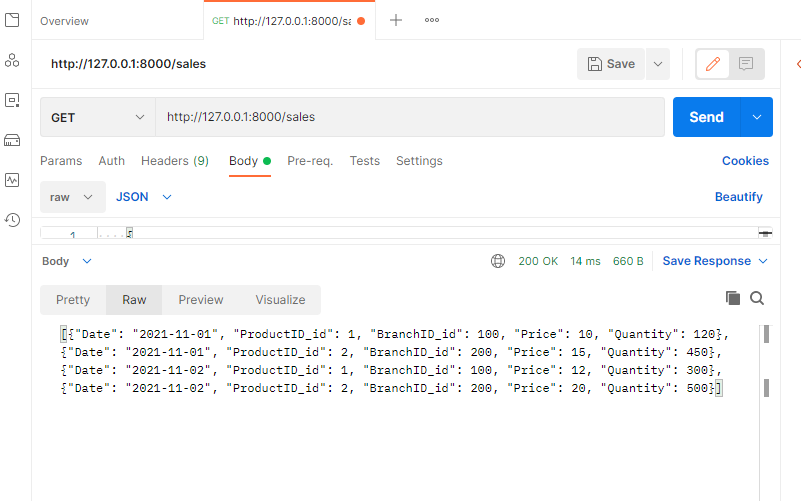 Overview
GET http://127.0.0.1:8000/sa
http://127.0.0.1:8000/sales
Save
GET
http://127.0.0.1:8000/sales
Send
Params Auth Headers (9) Body Pre-req. Tests Settings Cookies
raw JSON Beautify
1 [
Body 200 OK 14 ms 660 B Save Response
Pretty Raw Preview Visualize
[{"Date": "2021-11-01", "ProductID_id": 1, "BranchID_id": 100, "Price": 10, "Quantity": 120},
{"Date": "2021-11-01", "ProductID_id": 2, "BranchID_id": 200, "Price": 15, "Quantity": 450},
{"Date": "2021-11-02", "ProductID_id": 1, "BranchID_id": 100, "Price": 12, "Quantity": 300},
{"Date": "2021-11-02", "ProductID_id": 2, "BranchID_id": 200, "Price": 20, "Quantity": 500}]